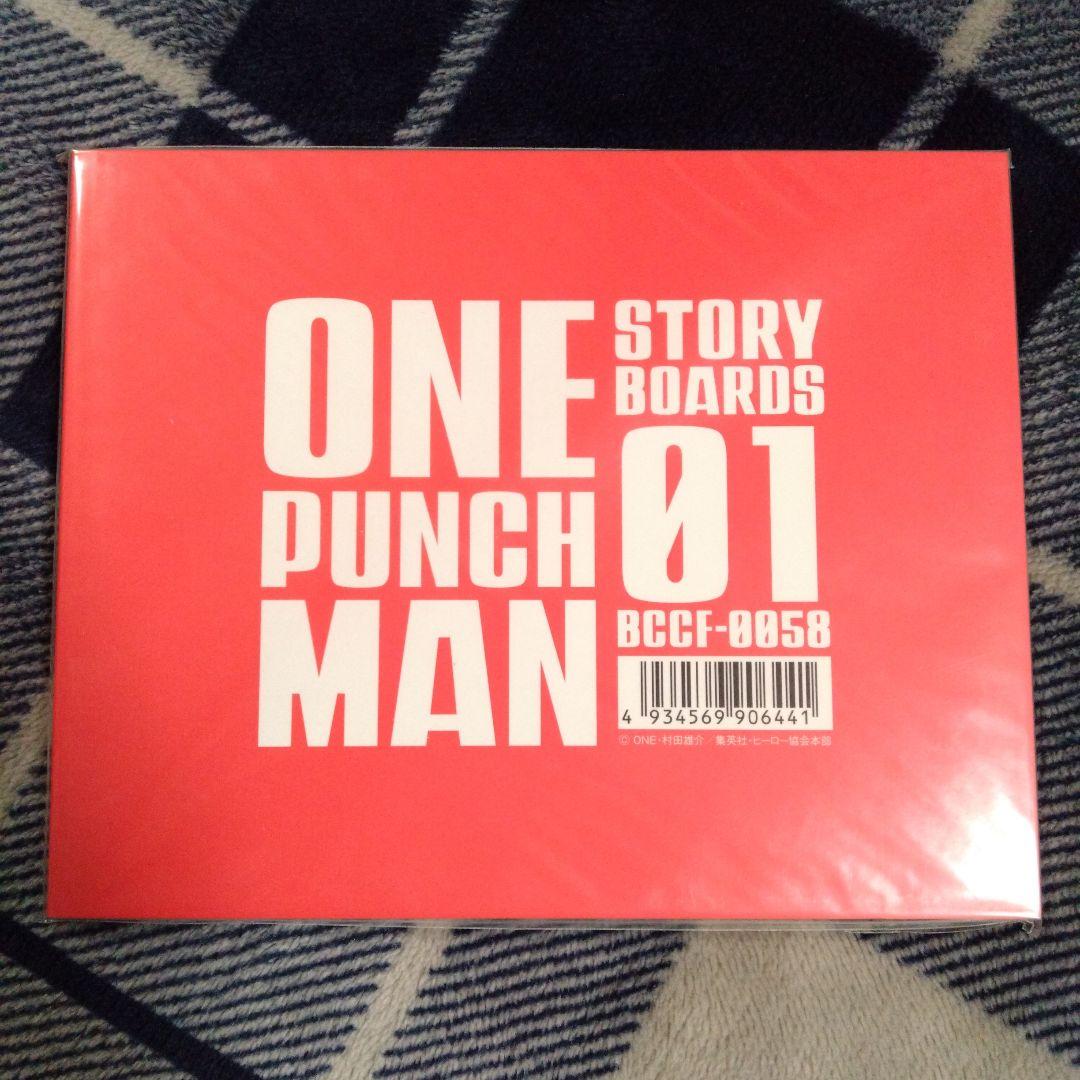 ONE
PUNCH
MAN
STORY
BOARDS
01
BCCF-0058
4 934569 906441
© ONE・村田雄介／集英社・ヒーロー協会本部